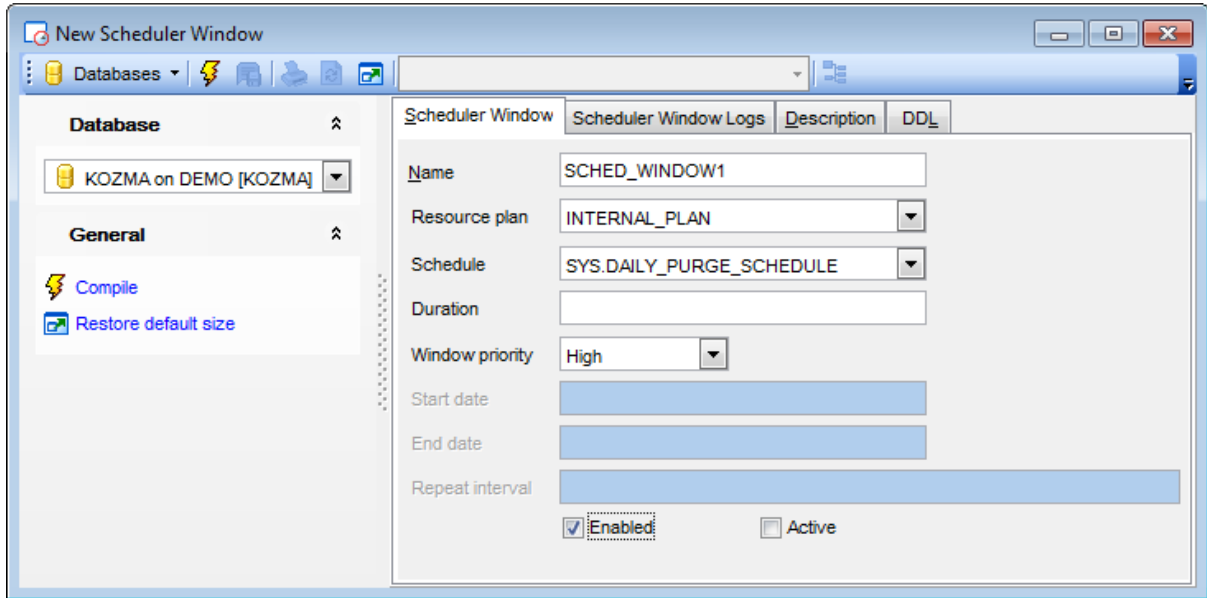 New Scheduler Window
Databases
Database
KOZMA on DEMO [KOZMA]
General
Compile
Restore default size
Scheduler Window
Scheduler Window Logs
Description
DDL
Name
SCHED_WINDOW1
Resource plan
INTERNAL_PLAN
Schedule
SYS.DAILY_PURGE_SCHEDULE
Duration
Window priority
High
Start date
End date
Repeat interval
Enabled
Active